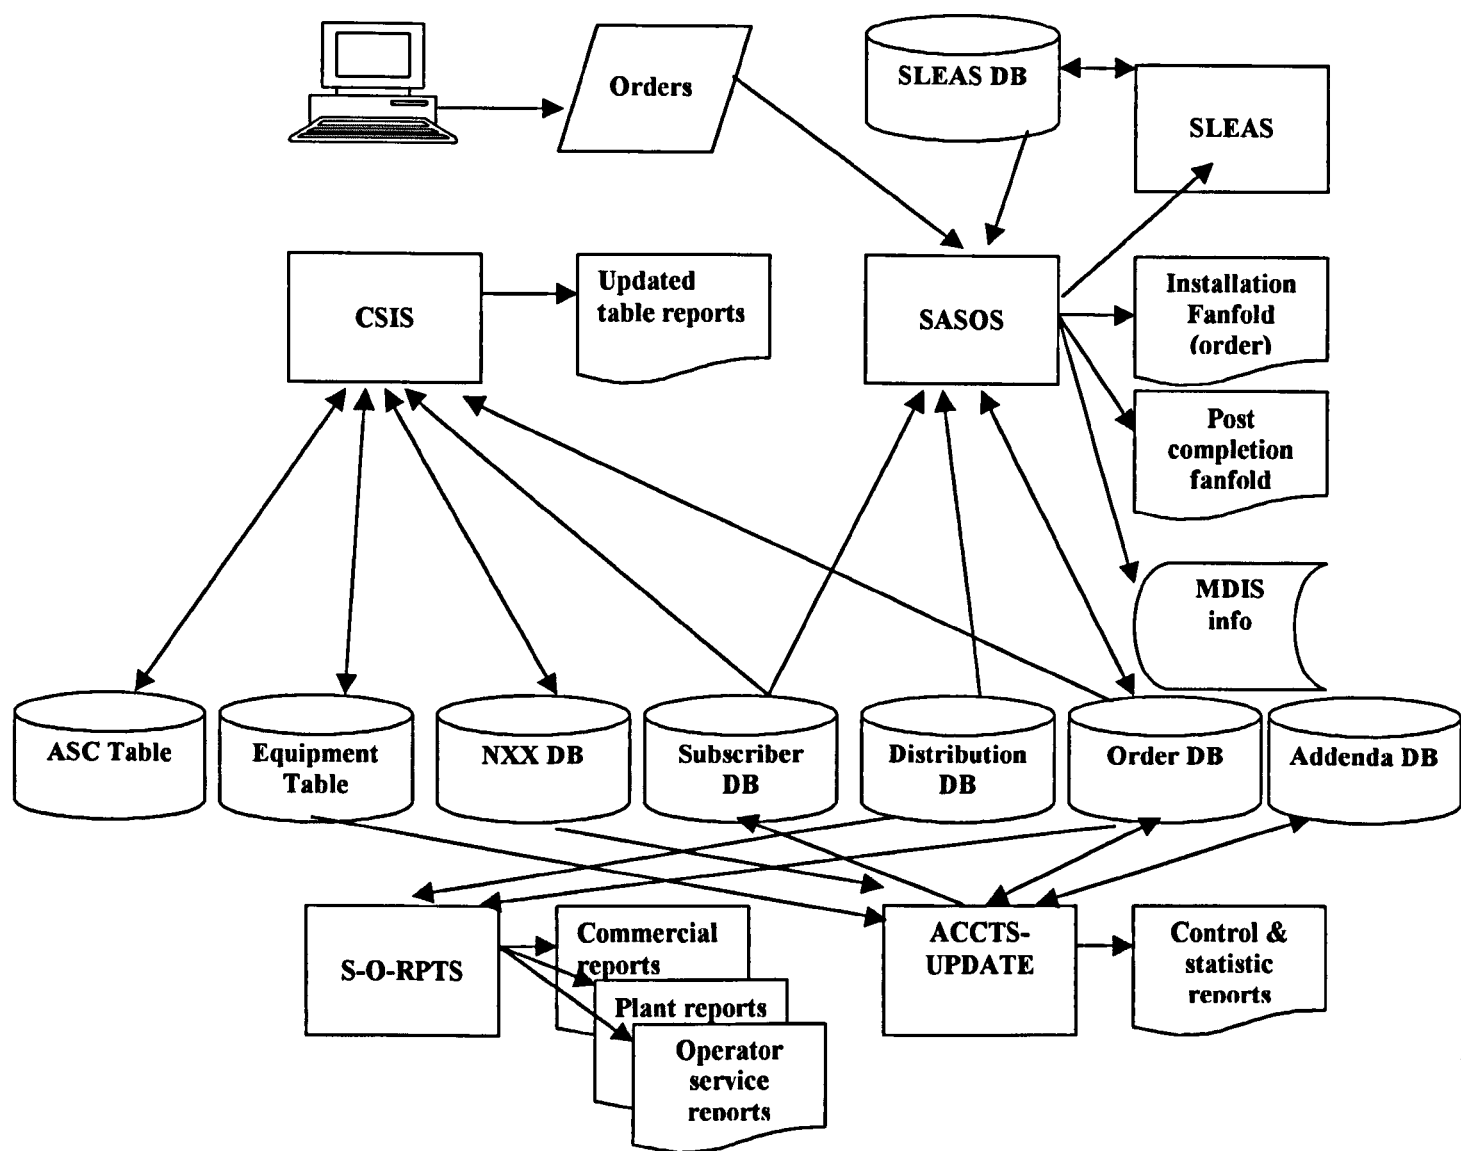 Orders
SLEAS DB
SLEAS
CSIS
Updated
table reports
SASOS
Installation
Fanfold
(order)
Post
completion
fanfold
MDIS
info
ASC Table
Equipment
Table
NXX DB
Subscriber
DB
Distribution
DB
Order DB
Addenda DB
S-O-RPTS
Commercial
reports
Plant reports
Operator
service
reports
ACCTS-
UPDATE
Control &
statistic
reports